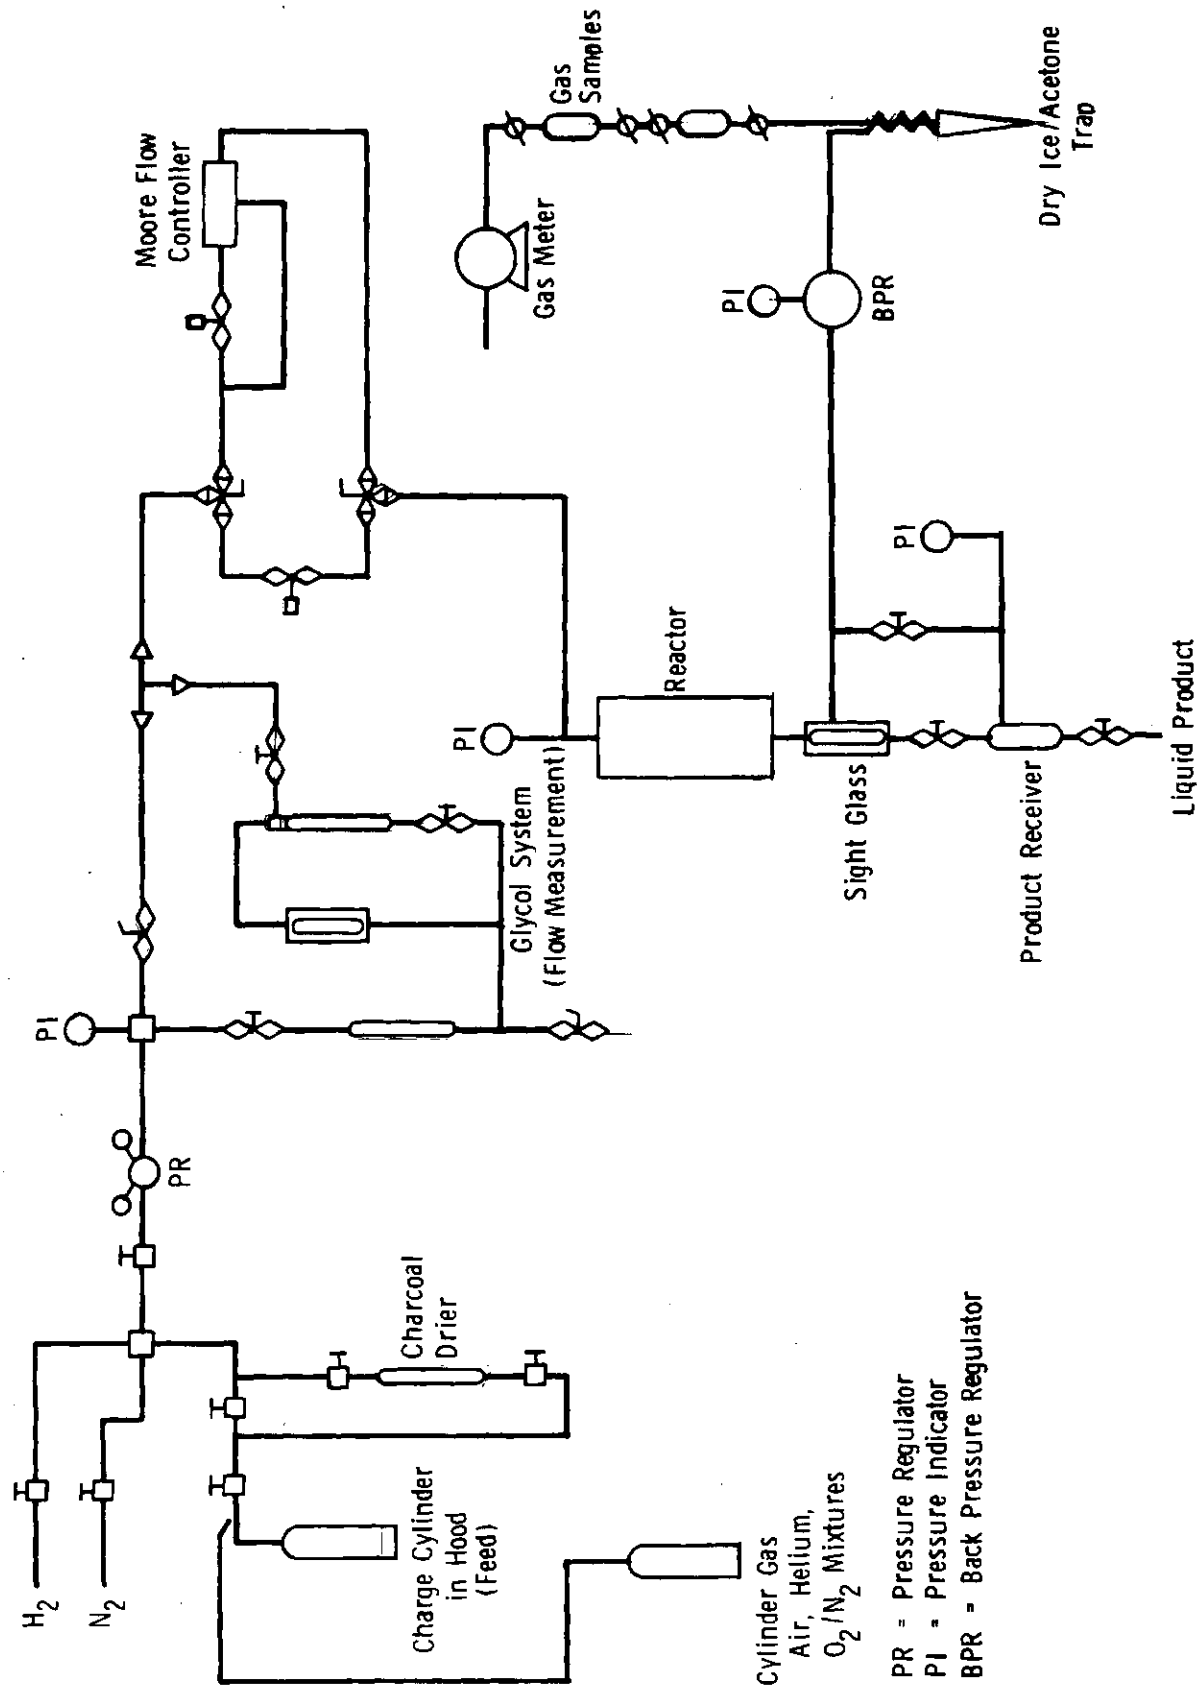 H2
N2
Charge Cylinder
in Hood
(Feed)
Cylinder Gas
Air, Helium,
O2/N2 Mixtures
PR = Pressure Regulator
PI = Pressure Indicator
BPR = Back Pressure Regulator
Charcoal
Drier
PR
PI
Glycol System
(Flow Measurement)
PI
Reactor
Sight Glass
Product Receiver
Liquid Product
PI
Moore Flow
Controller
Gas Meter
PI
BPR
Gas
Samples
Dry Ice/Acetone
Trap